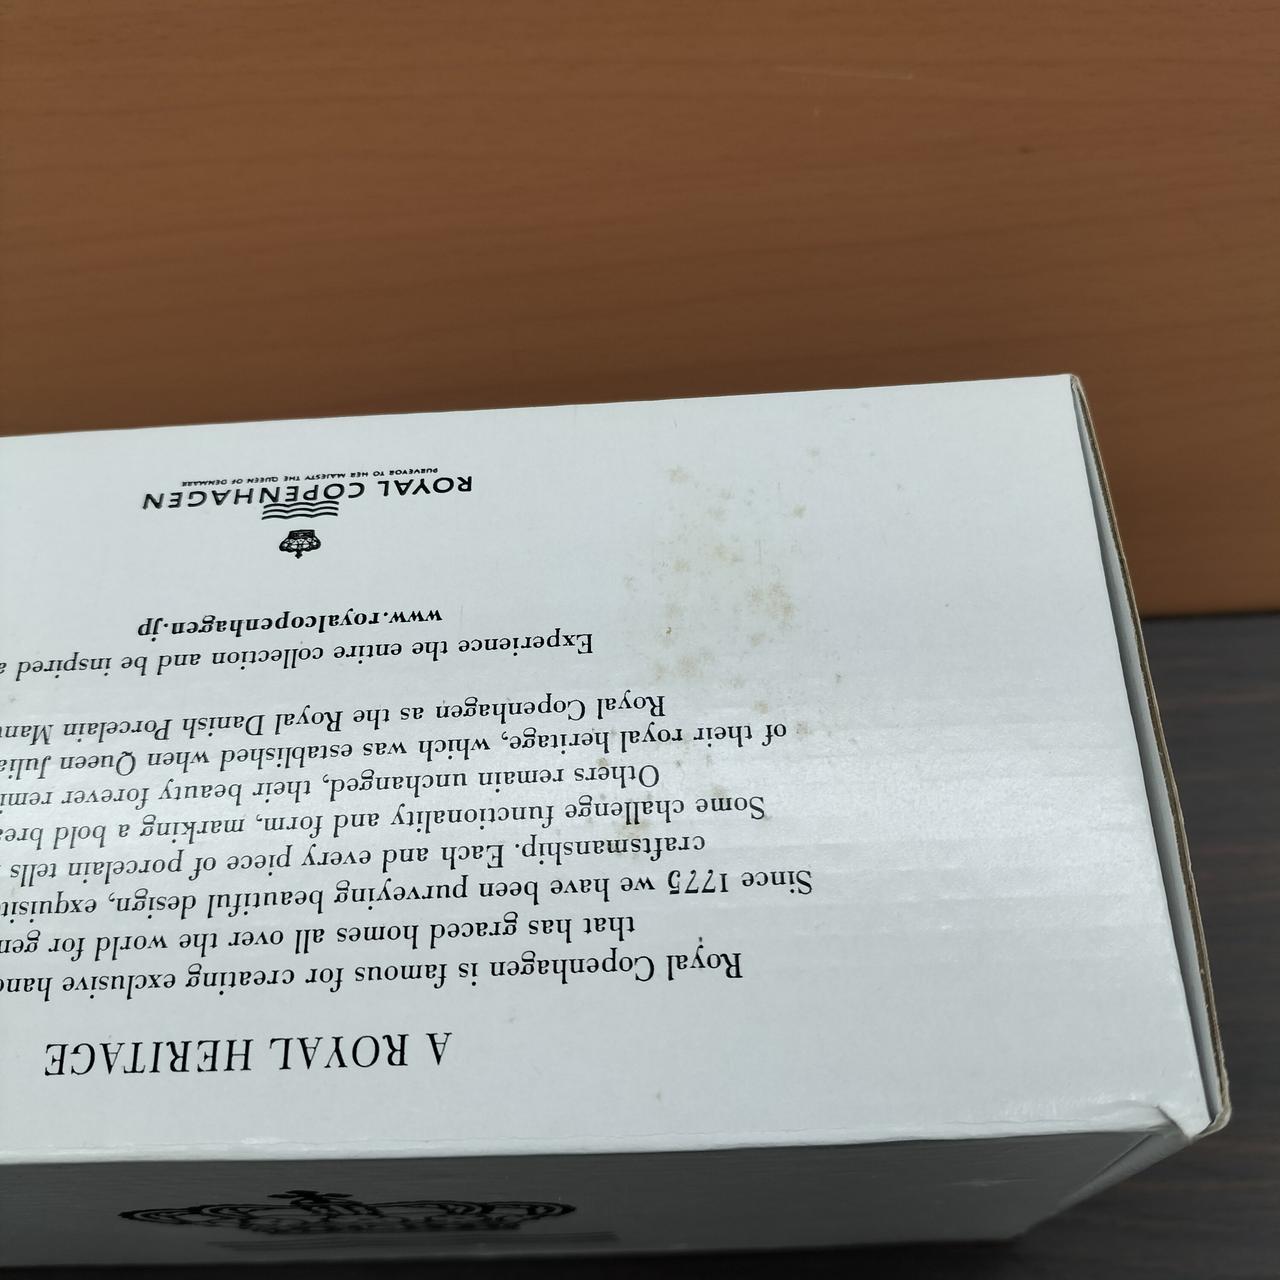 A ROYAL HERITAGE
Royal Copenhagen is famous for creating exclusive
that has graced homes all over the world for
Since 1775 we have been purveying beautiful design,
craftsmanship. Each and every piece of porcelain tells
Some challenge functionality and form, marking a bold
Others remain unchanged, their beauty forever
of their royal heritage, which was established when Queen
Royal Copenhagen as the Royal Danish Porcelain
Experience the entire collection and be inspired
www.royalcopenhagen.jp
ROYAL COPENHAGEN
PURVEYOR TO HER MAJESTY THE QUEEN OF DENMARK